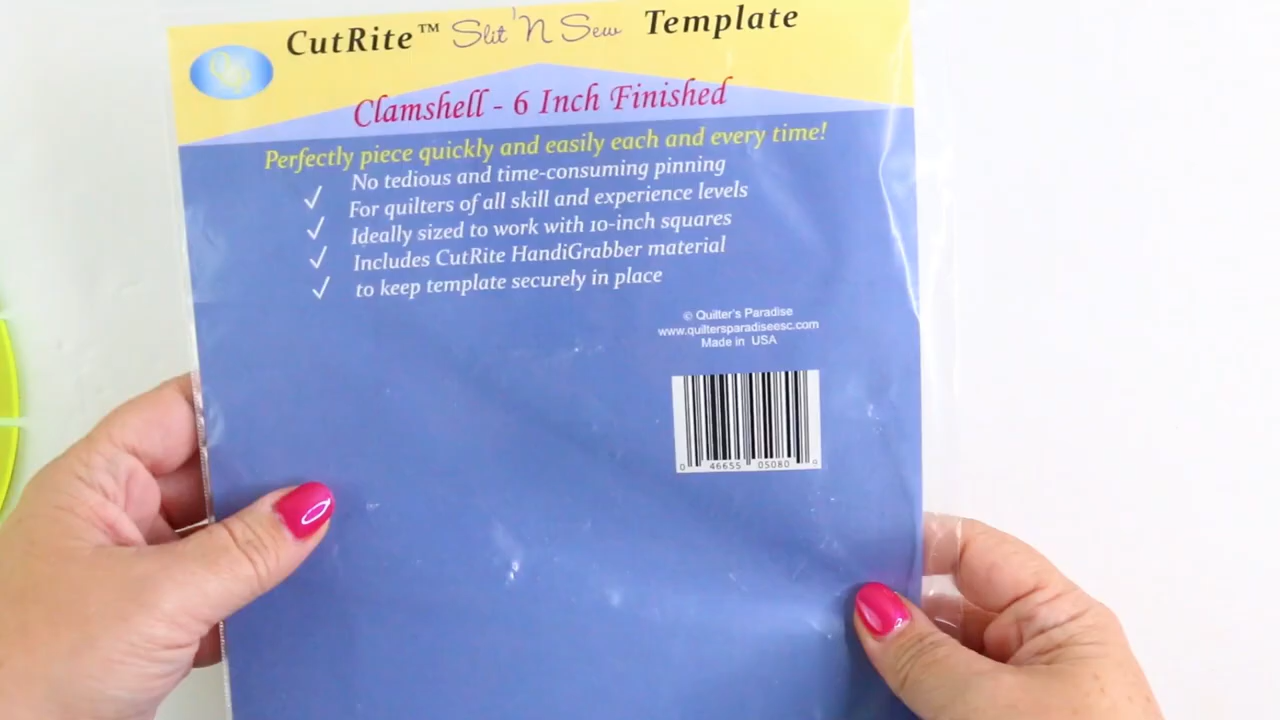 CutRite™ Slit 'N Sew Template
Clamshell - 6 Inch Finished
Perfectly piece quickly and easily each and every time!
✓ No tedious and time-consuming pinning
✓ For quilters of all skill and experience levels
✓ Ideally sized to work with 10-inch squares
✓ Includes CutRite HandiGrabber material
to keep template securely in place
© Quilter's Paradise
www.quiltersparadiseesc.com
Made in USA
0 46655 05080 0